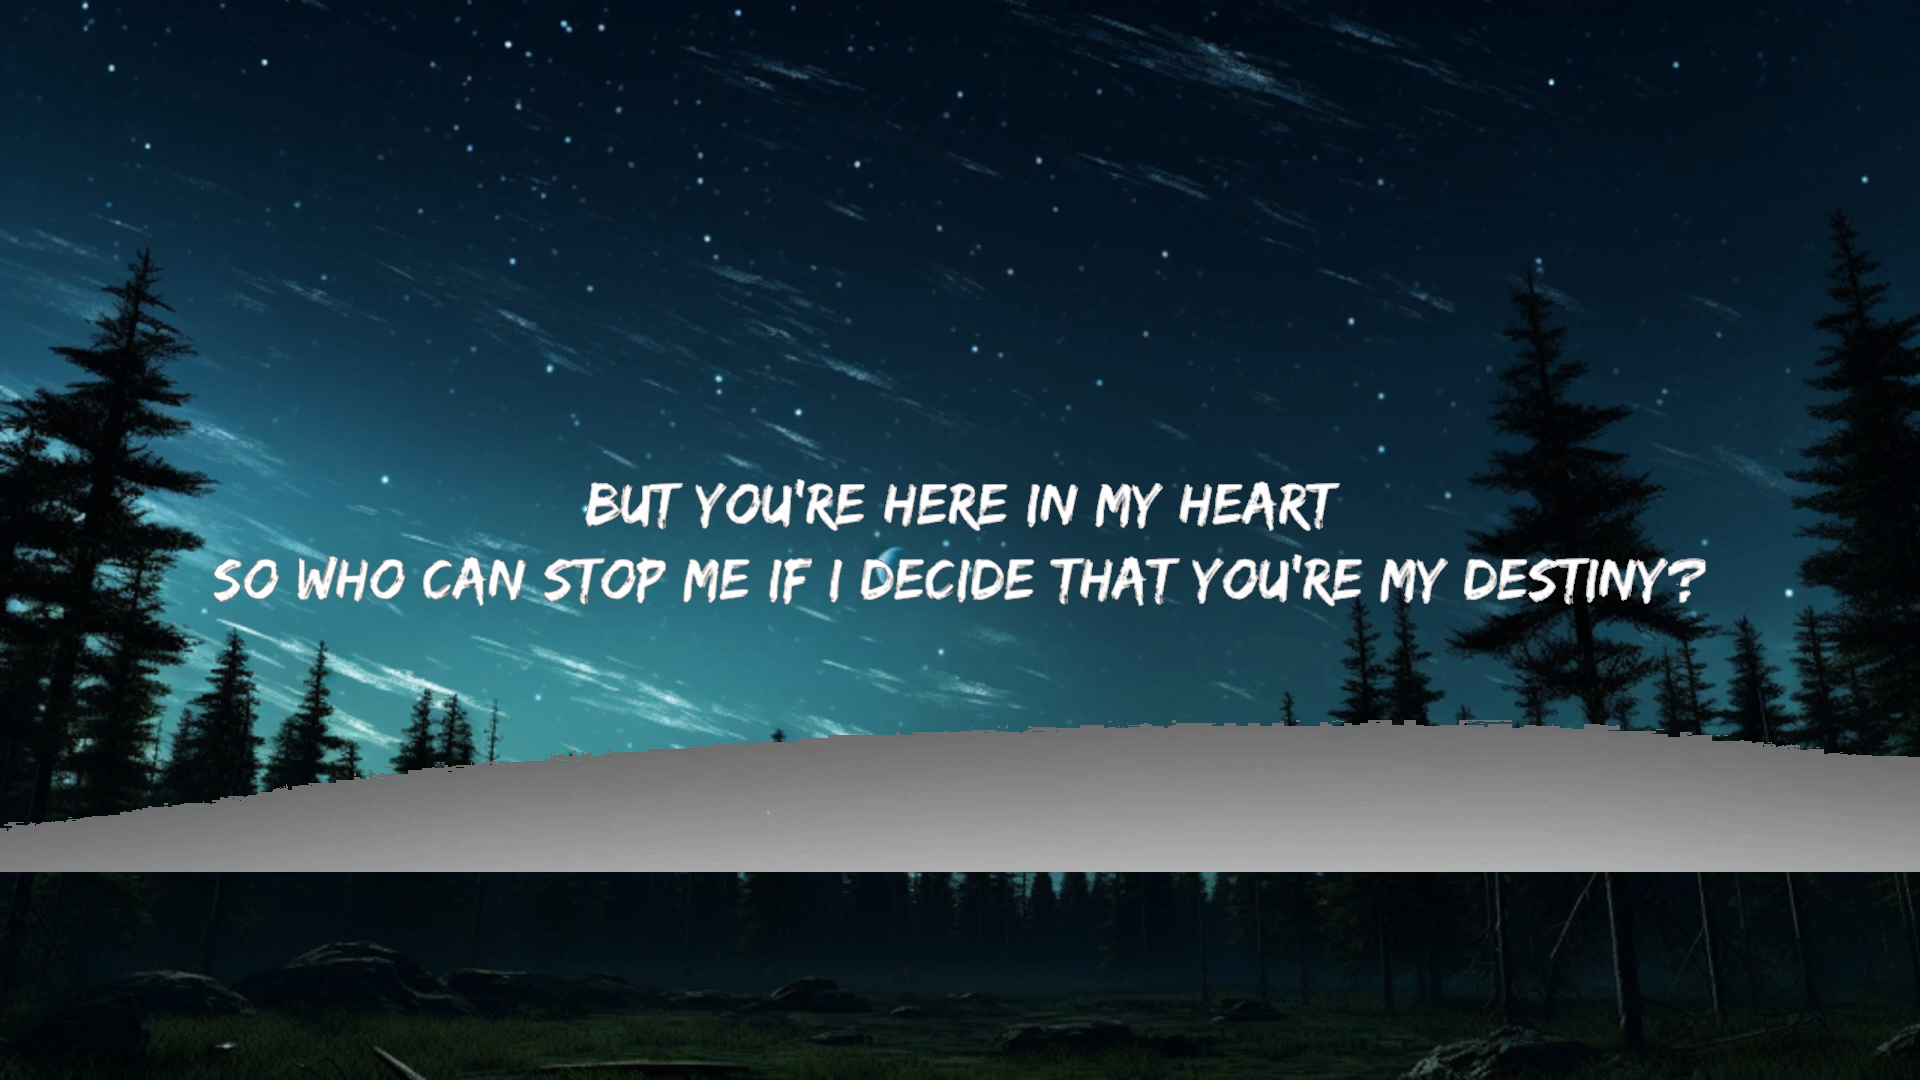 BUT YOU'RE HERE IN MY HEART
SO WHO CAN STOP ME IF I DECIDE THAT YOU'RE MY DESTINY?